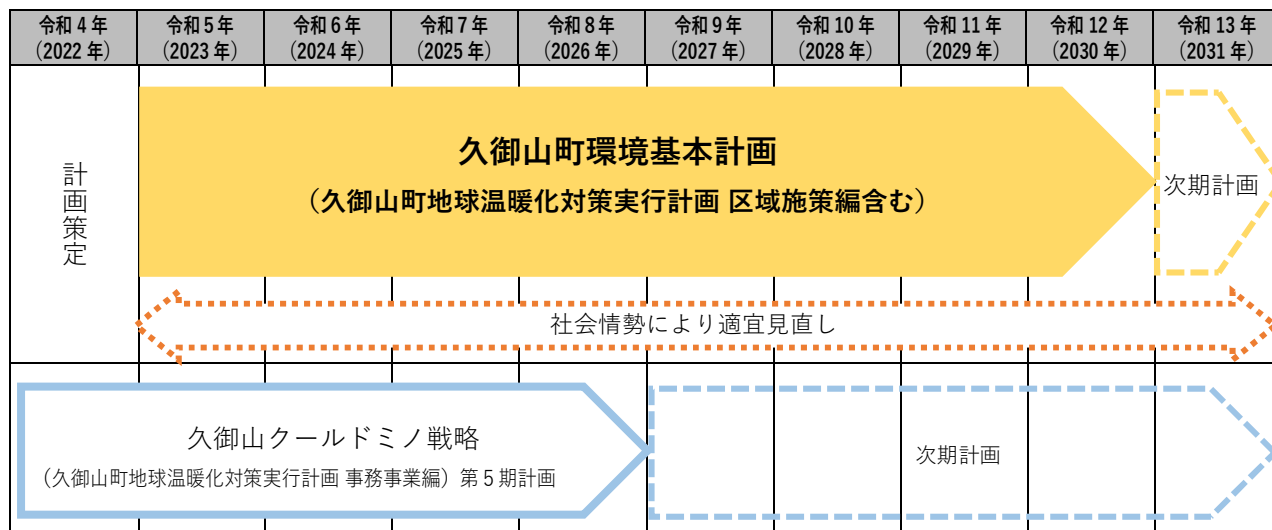 令和4年 令和5年 令和6年 令和7年 令和8年 令和9年 令和10年 令和11年 令和12年 令和13年
(2022年) (2023年) (2024年) (2025年) (2026年) (2027年) (2028年) (2029年) (2030年) (2031年)
計画策定
久御山町環境基本計画
(久御山町地球温暖化対策実行計画 区域施策編含む)
次期計画
社会情勢により適宜見直し
久御山クールドミノ戦略
(久御山町地球温暖化対策実行計画 事務事業編)第5期計画
次期計画